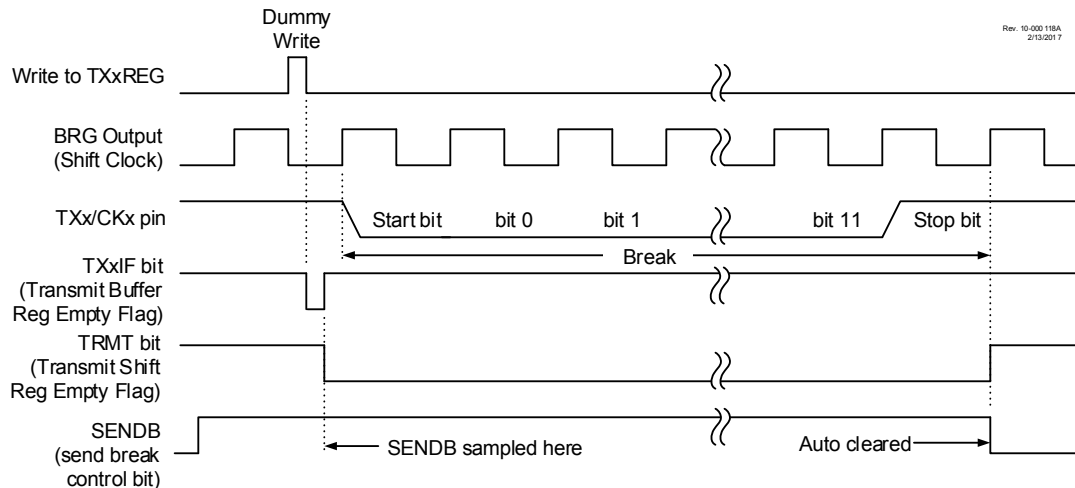 Dummy
Write
Rev. 10-000 118A
2/13/201 7
Write to TXxREG
BRG Output
(Shift Clock)
TXx/CKx pin
Start bit
bit 0
bit 1
bit 11
Stop bit
Break
TXxIF bit
(Transmit Buffer
Reg Empty Flag)
TRMT bit
(Transmit Shift
Reg Empty Flag)
SENDB
(send break
control bit)
SENDB sampled here
Auto cleared